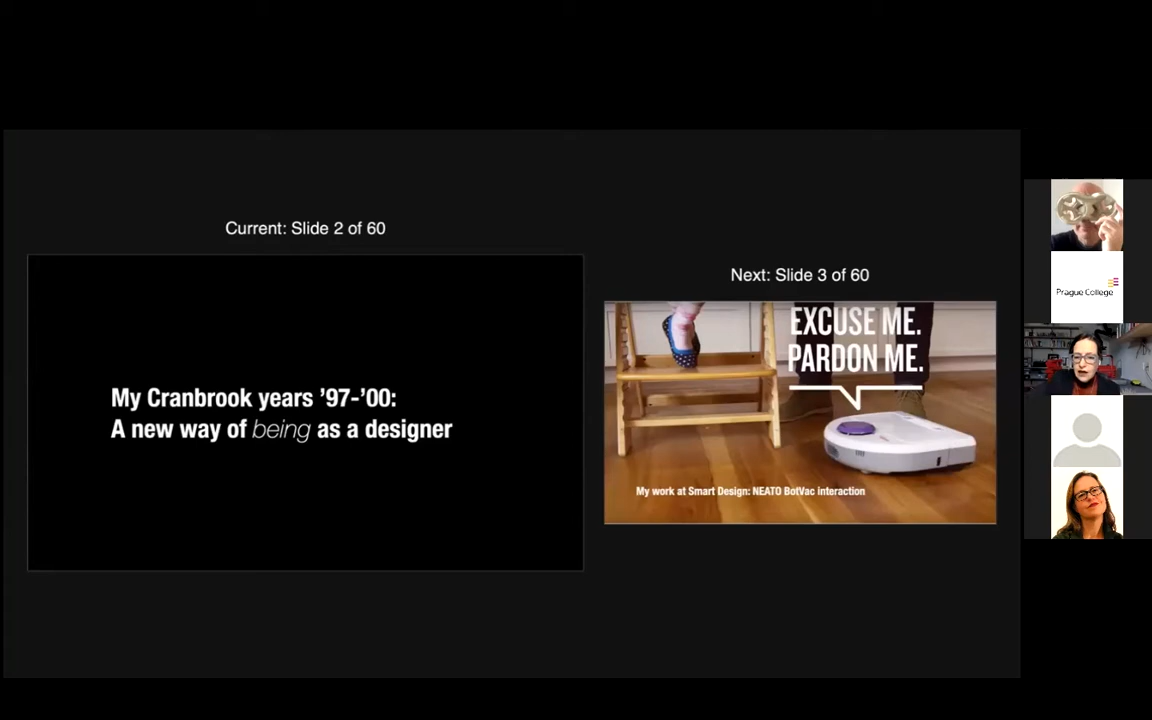 Current: Slide 2 of 60
My Cranbrook years ’97-’00:
A new way of being as a designer
Next: Slide 3 of 60
EXCUSE ME.
PARDON ME.
My work at Smart Design: NEATO BotVac interaction
Prague College